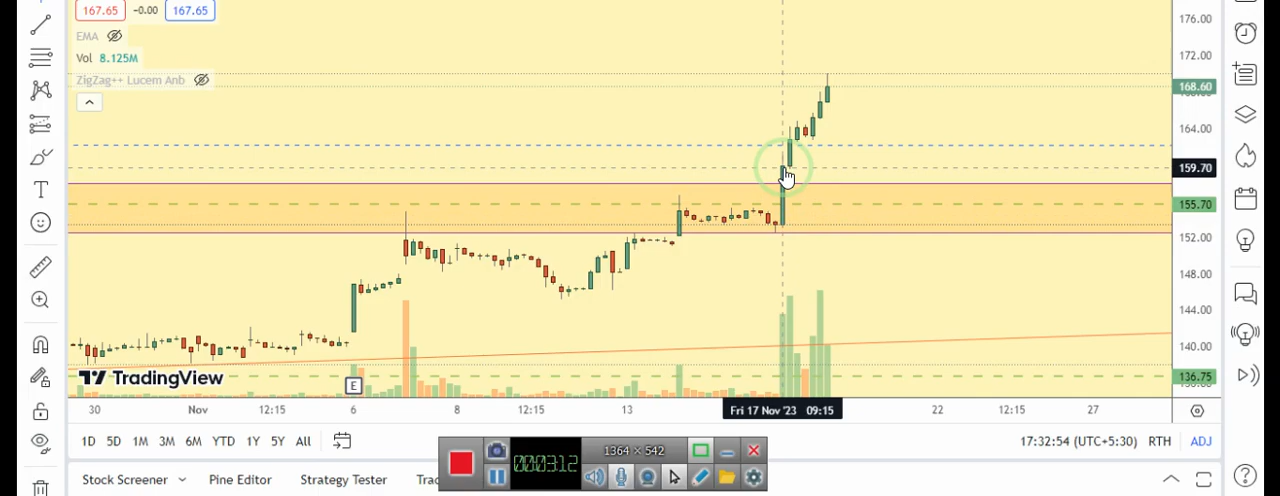 167.65 -0.00 167.65
EMA
Vol 8.125M
ZigZag++ Lucem Anb
176.00
172.00
168.60
164.00
159.70
155.70
152.00
148.00
144.00
140.00
136.75
E
TradingView
30 Nov 12:15 6 8 12:15 13 Fri 17 Nov '23 09:15 22 12:15 27
1D 5D 1M 3M 6M YTD 1Y 5Y All 17:32:54 (UTC+5:30) RTH ADJ
1364 × 542
00:03:12
Stock Screener Pine Editor Strategy Tester